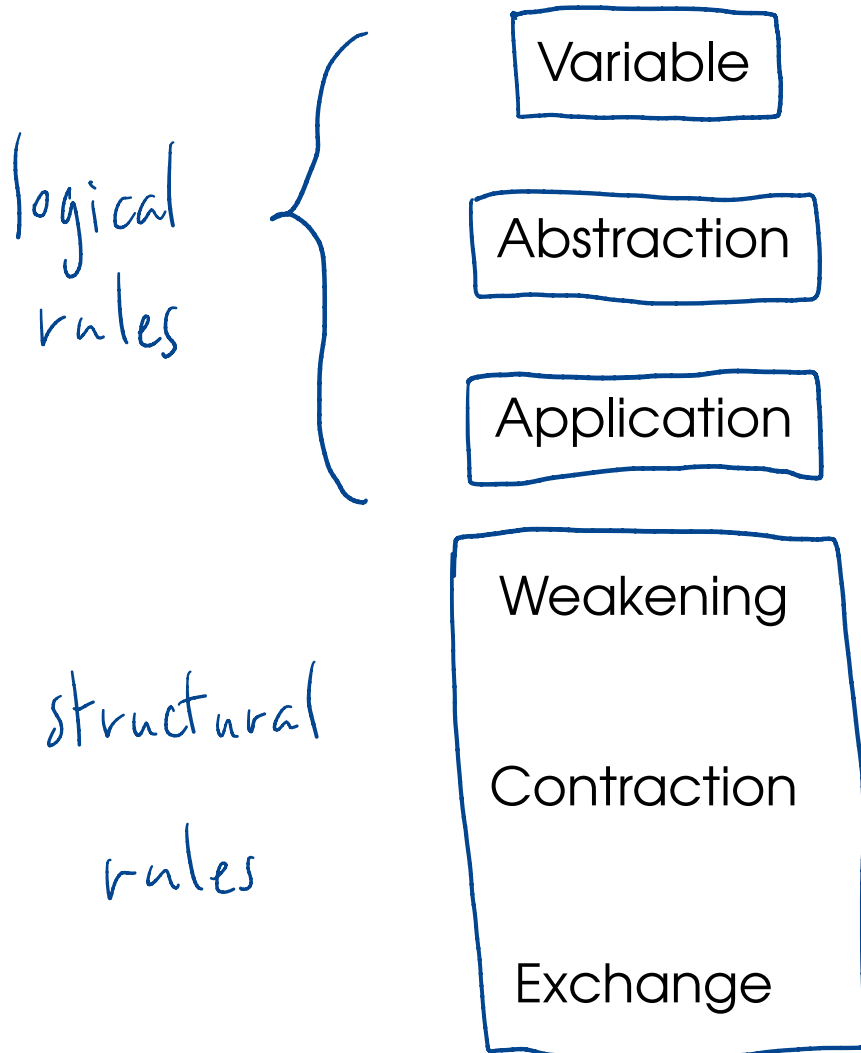 Variable
logical
rules
Abstraction
Application
Weakening
structural
Contraction
rules
Exchange